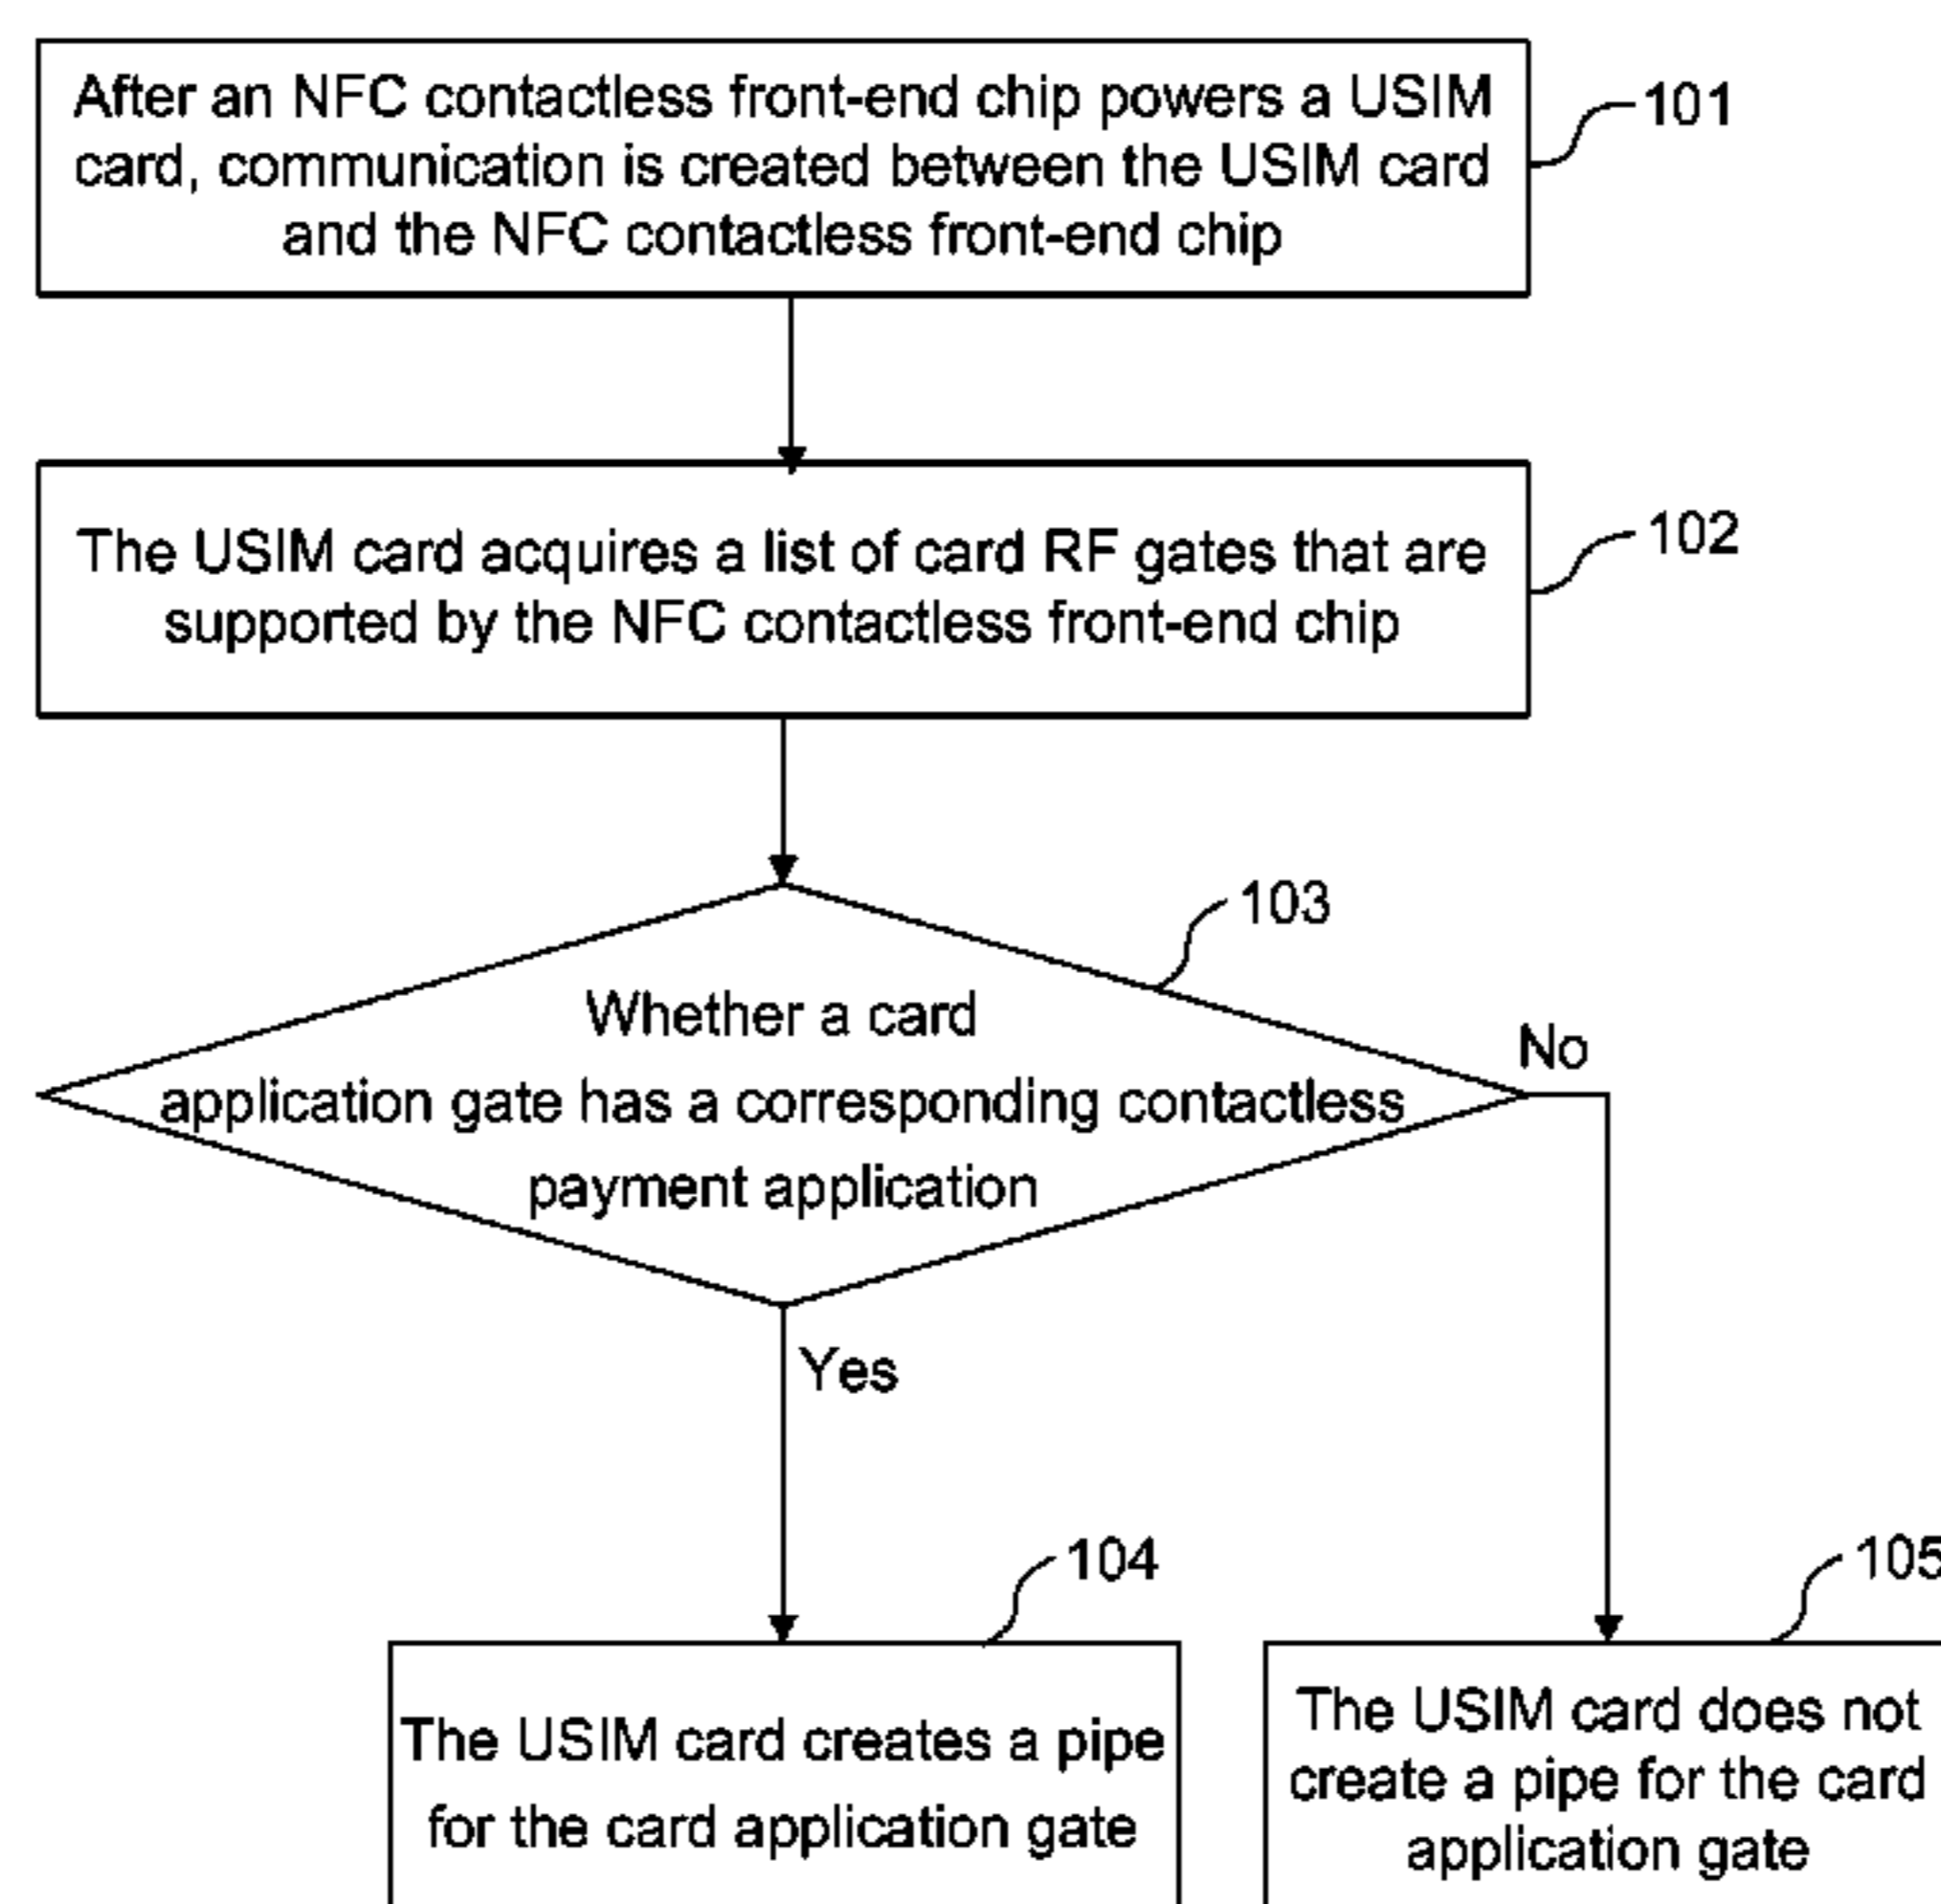 After an NFC contactless front-end chip powers a USIM
card, communication is created between the USIM card
and the NFC contactless front-end chip
101
The USIM card acquires a list of card RF gates that are
supported by the NFC contactless front-end chip
102
103
Whether a card
application gate has a corresponding contactless
payment application
No
Yes
104
The USIM card creates a pipe
for the card application gate
105
The USIM card does not
create a pipe for the card
application gate